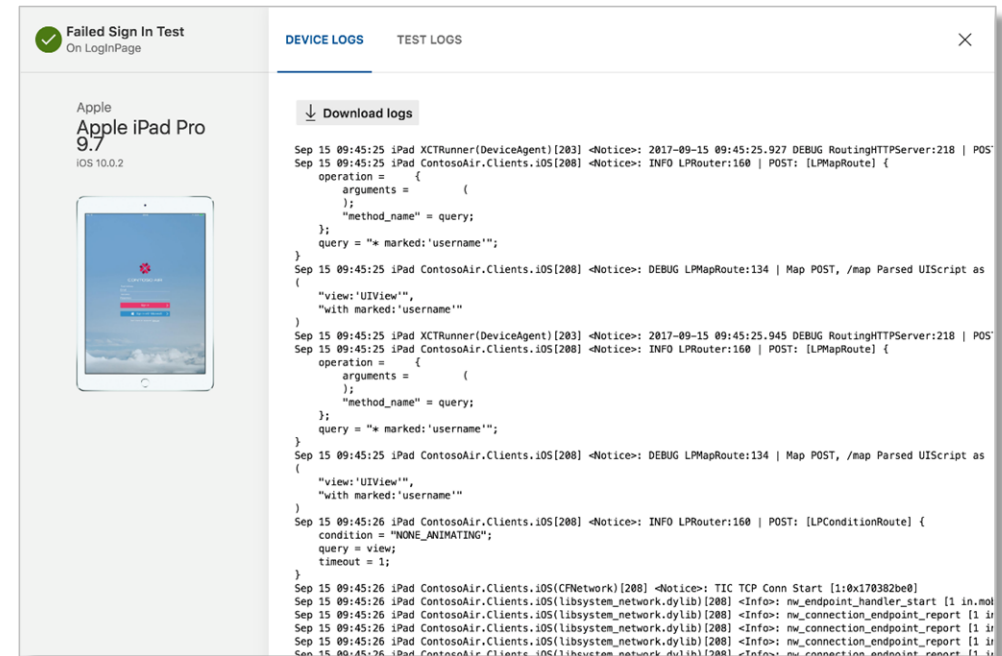 Failed Sign In Test
On LogInPage
DEVICE LOGS TEST LOGS
Apple
Apple iPad Pro
9.7
iOS 10.0.2
Download logs
Sep 15 09:45:25 iPad XCTRunner(DeviceAgent)[203] <Notice>: 2017-09-15 09:45:25.927 DEBUG RoutingHTTPServer:218 | POS
Sep 15 09:45:25 iPad ContosoAir.Clients.iOS[208] <Notice>: INFO LPRouter:160 | POST: [LPMapRoute] {
operation = {
arguments = (
);
"method_name" = query;
};
query = "* marked:'username'";
}
Sep 15 09:45:25 iPad ContosoAir.Clients.iOS[208] <Notice>: DEBUG LPMapRoute:134 | Map POST, /map Parsed UIScript as
(
"view:'UIView'",
"with marked:'username'"
)
Sep 15 09:45:25 iPad XCTRunner(DeviceAgent)[203] <Notice>: 2017-09-15 09:45:25.945 DEBUG RoutingHTTPServer:218 | POS
Sep 15 09:45:25 iPad ContosoAir.Clients.iOS[208] <Notice>: INFO LPRouter:160 | POST: [LPMapRoute] {
operation = {
arguments = (
);
"method_name" = query;
};
query = "* marked:'username'";
}
Sep 15 09:45:25 iPad ContosoAir.Clients.iOS[208] <Notice>: DEBUG LPMapRoute:134 | Map POST, /map Parsed UIScript as
(
"view:'UIView'",
"with marked:'username'"
)
Sep 15 09:45:26 iPad ContosoAir.Clients.iOS[208] <Notice>: INFO LPRouter:160 | POST: [LPConditionRoute] {
condition = "NONE_ANIMATING";
query = view;
timeout = 1;
}
Sep 15 09:45:26 iPad ContosoAir.Clients.iOS(CFNetwork)[208] <Notice>: TIC TCP Conn Start [1:0x170382be0]
Sep 15 09:45:26 iPad ContosoAir.Clients.iOS(libsystem_network.dylib)[208] <Info>: nw_endpoint_handler_start [1 in.mob
Sep 15 09:45:26 iPad ContosoAir.Clients.iOS(libsystem_network.dylib)[208] <Info>: nw_connection_endpoint_report [1 in
Sep 15 09:45:26 iPad ContosoAir.Clients.iOS(libsystem_network.dylib)[208] <Info>: nw_connection_endpoint_report [1 in
Sep 15 09:45:26 iPad ContosoAir.Clients.iOS(libsystem_network.dylib)[208] <Info>: nw_connection_endpoint_report [1 in
Sep 15 09:45:26 iPad ContosoAir.Clients.iOS(libsystem_network.dylib)[208] <Info>: nw_connection_endpoint_report [1 in